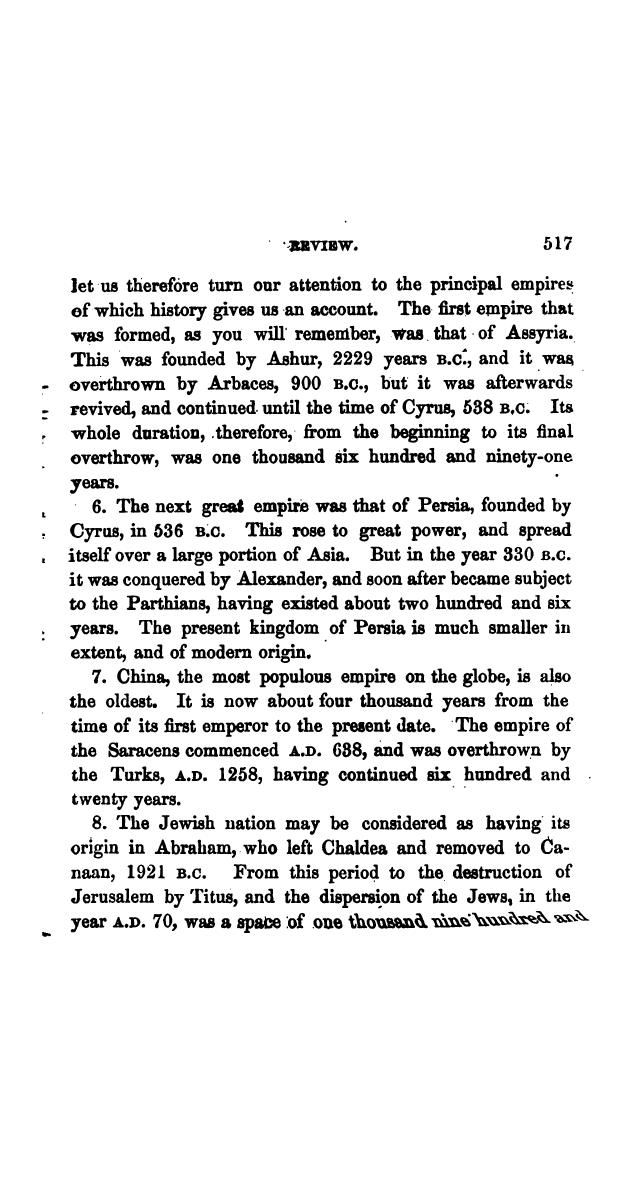 REVIEW. 517
let us therefore turn our attention to the principal empires
of which history gives us an account. The first empire that
was formed, as you will remember, was that of Assyria.
This was founded by Ashur, 2229 years B.C., and it was
overthrown by Arbaces, 900 B.C., but it was afterwards
revived, and continued until the time of Cyrus, 538 B.C. Its
whole duration, therefore, from the beginning to its final
overthrow, was one thousand six hundred and ninety-one
years.
6. The next great empire was that of Persia, founded by
Cyrus, in 536 B.C. This rose to great power, and spread
itself over a large portion of Asia. But in the year 330 B.C.
it was conquered by Alexander, and soon after became subject
to the Parthians, having existed about two hundred and six
years. The present kingdom of Persia is much smaller in
extent, and of modern origin.
7. China, the most populous empire on the globe, is also
the oldest. It is now about four thousand years from the
time of its first emperor to the present date. The empire of
the Saracens commenced A.D. 638, and was overthrown by
the Turks, A.D. 1258, having continued six hundred and
twenty years.
8. The Jewish nation may be considered as having its
origin in Abraham, who left Chaldea and removed to Ca-
naan, 1921 B.C. From this period to the destruction of
Jerusalem by Titus, and the dispersion of the Jews, in the
year A.D. 70, was a space of one thousand nine hundred and